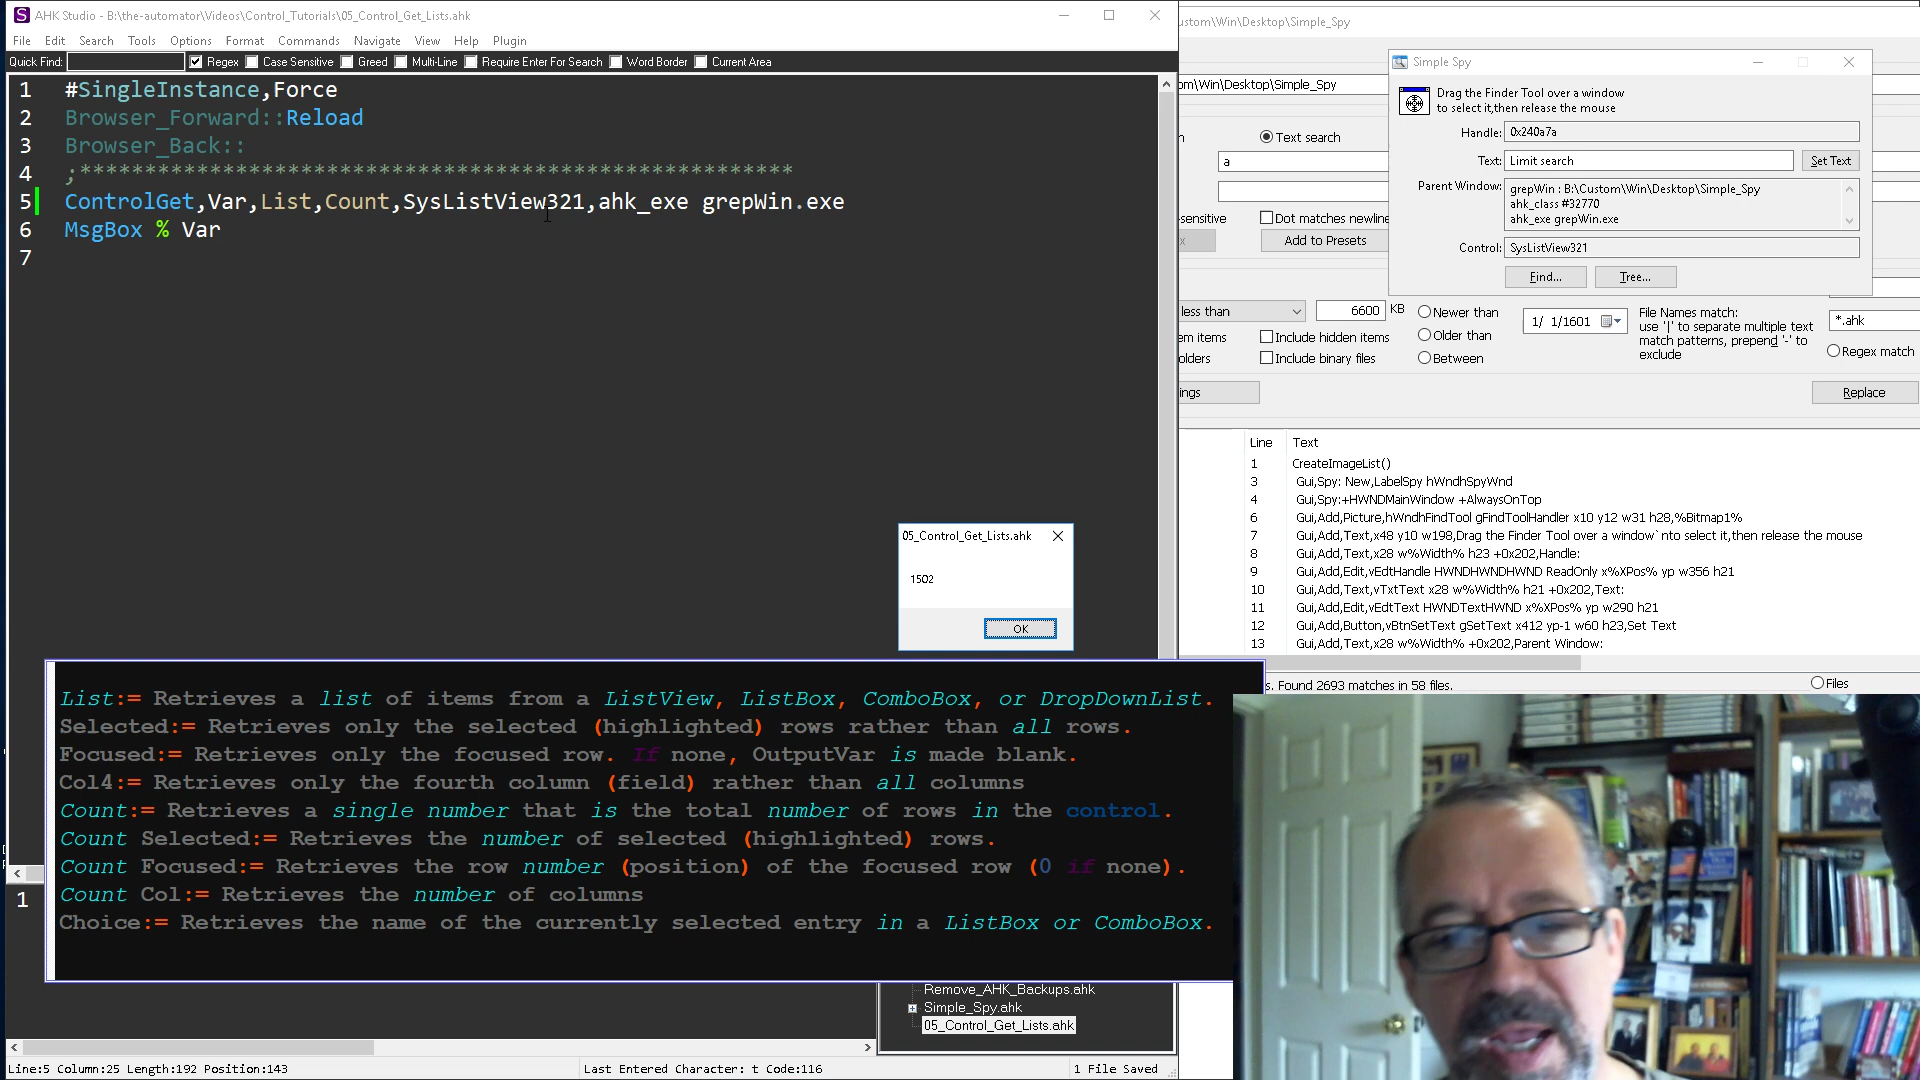 AHK Studio - B:\the-automator\Videos\Control_Tutorials\05_Control_Get_Lists.ahk
File Edit Search Tools Options Format Commands Navigate View Help Plugin
Quick Find: Regex Case Sensitive Greed Multi-Line Require Enter For Search Word Border Current Area
1 #SingleInstance,Force
2 Browser_Forward::Reload
3 Browser_Back::
4 ;*******************************************************
5 ControlGet,Var,List,Count,SysListView321,ahk_exe grepWin.exe
6 MsgBox % Var
7
ustom\Win\Desktop\Simple_Spy
om\Win\Desktop\Simple_Spy
Text search
a
sensitive
Dot matches newline
Add to Presets
less than
6600 KB
Newer than
Older than
Between
1/ 1/1601
File Names match:
use '|' to separate multiple text
match patterns, prepend '-' to
exclude
*.ahk
Regex match
em items
Include hidden items
olders
Include binary files
ings
Replace
Simple Spy
Drag the Finder Tool over a window
to select it,then release the mouse
Handle: 0x240a7a
Text: Limit search Set Text
Parent Window: grepWin : B:\Custom\Win\Desktop\Simple_Spy
ahk_class #32770
ahk_exe grepWin.exe
Control: SysListView321
Find... Tree...
Line Text
1 CreateImageList()
3 Gui,Spy: New,LabelSpy hWndhSpyWnd
4 Gui,Spy:+HWNDMainWindow +AlwaysOnTop
6 Gui,Add,Picture,hWndhFindTool gFindToolHandler x10 y12 w31 h28,%Bitmap1%
7 Gui,Add,Text,x48 y10 w198,Drag the Finder Tool over a window`nto select it,then release the mouse
8 Gui,Add,Text,x28 w%Width% h23 +0x202,Handle:
9 Gui,Add,Edit,vEdtHandle HWNDHWNDHWND ReadOnly x%XPos% yp w356 h21
10 Gui,Add,Text,vTxtText x28 w%Width% h21 +0x202,Text:
11 Gui,Add,Edit,vEdtText HWNDTextHWND x%XPos% yp w290 h21
12 Gui,Add,Button,vBtnSetText gSetText x412 yp-1 w60 h23,Set Text
13 Gui,Add,Text,x28 w%Width% +0x202,Parent Window:
s. Found 2693 matches in 58 files.
Files
05_Control_Get_Lists.ahk
1502
OK
List:= Retrieves a list of items from a ListView, ListBox, ComboBox, or DropDownList.
Selected:= Retrieves only the selected (highlighted) rows rather than all rows.
Focused:= Retrieves only the focused row. If none, OutputVar is made blank.
Col4:= Retrieves only the fourth column (field) rather than all columns
Count:= Retrieves a single number that is the total number of rows in the control.
Count Selected:= Retrieves the number of selected (highlighted) rows.
Count Focused:= Retrieves the row number (position) of the focused row (0 if none).
Count Col:= Retrieves the number of columns
Choice:= Retrieves the name of the currently selected entry in a ListBox or ComboBox.
1
Remove_AHK_Backups.ahk
Simple_Spy.ahk
05_Control_Get_Lists.ahk
Line:5 Column:25 Length:192 Position:143
Last Entered Character: t Code:116
1 File Saved